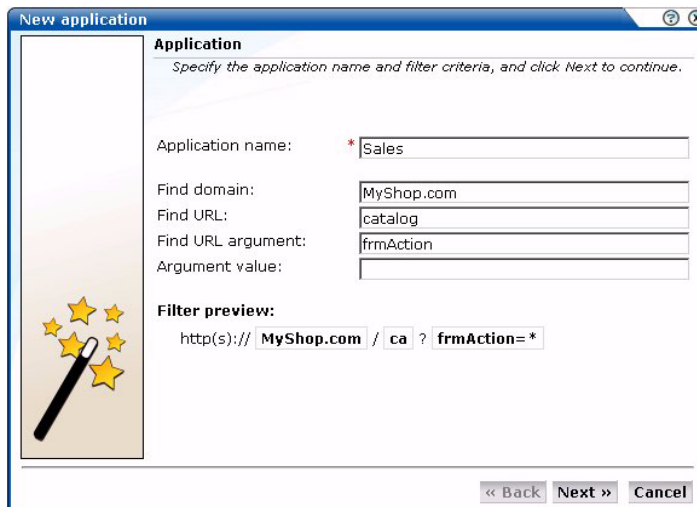 New application
Application
Specify the application name and filter criteria, and click Next to continue.
Application name: * Sales
Find domain: MyShop.com
Find URL: catalog
Find URL argument: frmAction
Argument value:
Filter preview:
http(s):// MyShop.com / ca ? frmAction=*
« Back Next » Cancel